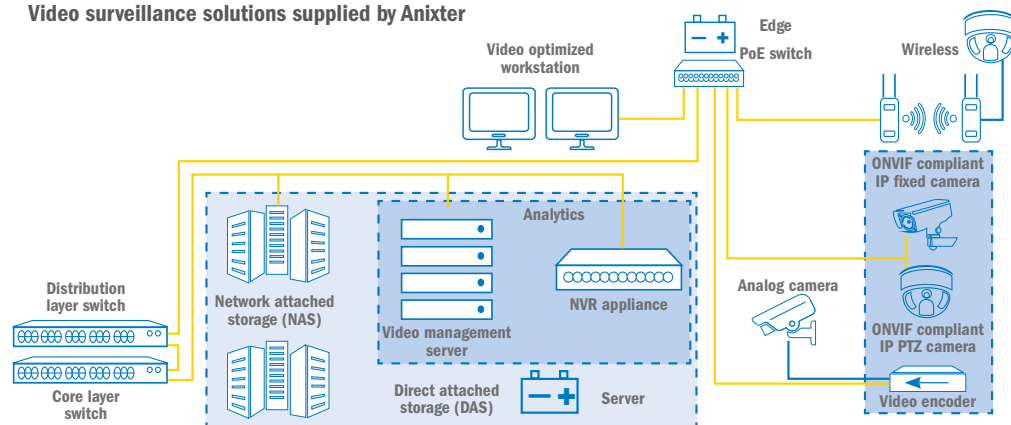 Video surveillance solutions supplied by Anixter
Edge
PoE switch
Video optimized
workstation
Wireless
ONVIF compliant
IP fixed camera
Analytics
Network attached
storage (NAS)
Video management
server
NVR appliance
Distribution
layer switch
Core layer
switch
Analog camera
ONVIF compliant
IP PTZ camera
Video encoder
Direct attached
storage (DAS)
Server